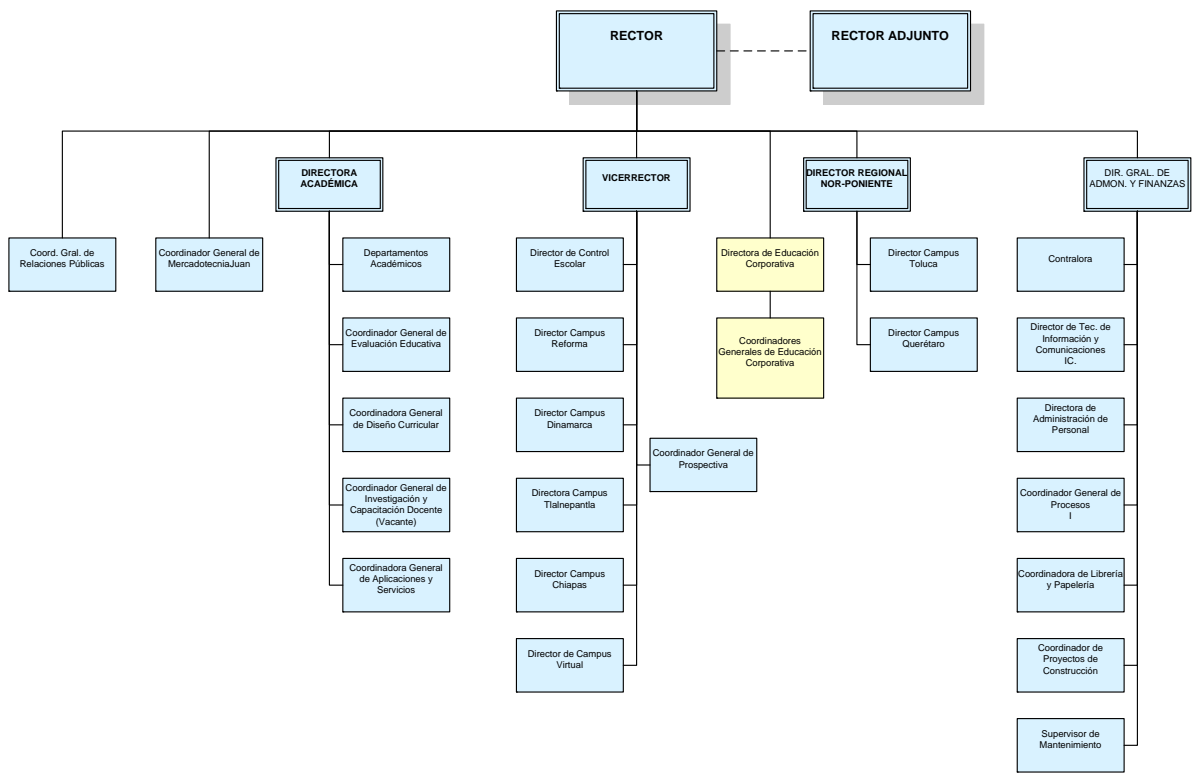 RECTOR
RECTOR ADJUNTO
DIRECTORA
ACADÉMICA
VICERRECTOR
DIRECTOR REGIONAL
NOR-PONIENTE
DIR. GRAL. DE
ADMON. Y FINANZAS
Coord. Gral. de
Relaciones Públicas
Coordinador General de
MercadotecniaJuan
Departamentos
Académicos
Coordinador General de
Evaluación Educativa
Coordinadora General
de Diseño Curricular
Coordinador General de
Investigación y
Capacitación Docente
(Vacante)
Coordinadora General
de Aplicaciones y
Servicios
Director de Control
Escolar
Director Campus
Reforma
Director Campus
Dinamarca
Directora Campus
Tlalnepantla
Director Campus
Chiapas
Director de Campus
Virtual
Coordinador General de
Prospectiva
Directora de Educación
Corporativa
Coordinadores
Generales de Educación
Corporativa
Director Campus
Toluca
Director Campus
Querétaro
Contralora
Director de Tec. de
Información y
Comunicaciones
IC.
Directora de
Administración de
Personal
Coordinador General de
Procesos
I
Coordinadora de Librería
y Papelería
Coordinador de
Proyectos de
Construcción
Supervisor de
Mantenimiento